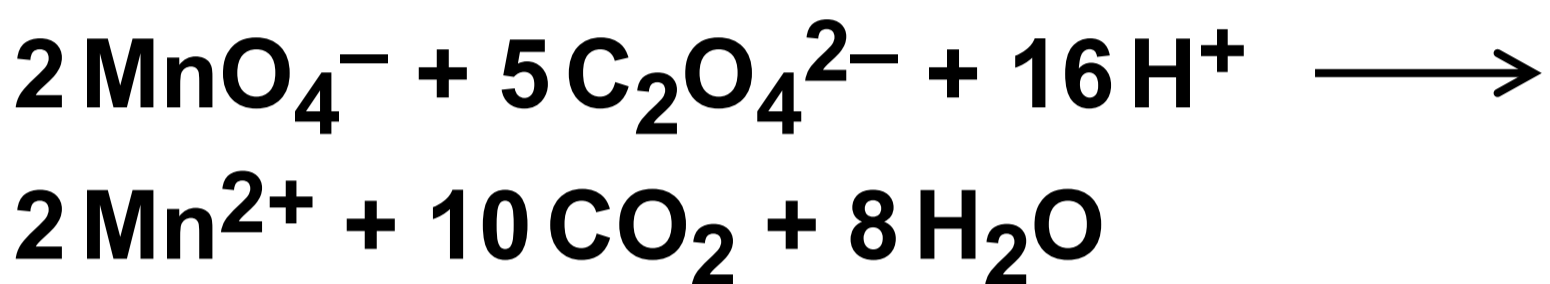 2 MnO₄⁻ + 5 C₂O₄²⁻ + 16 H⁺ ⟶
2 Mn²⁺ + 10 CO₂ + 8 H₂O